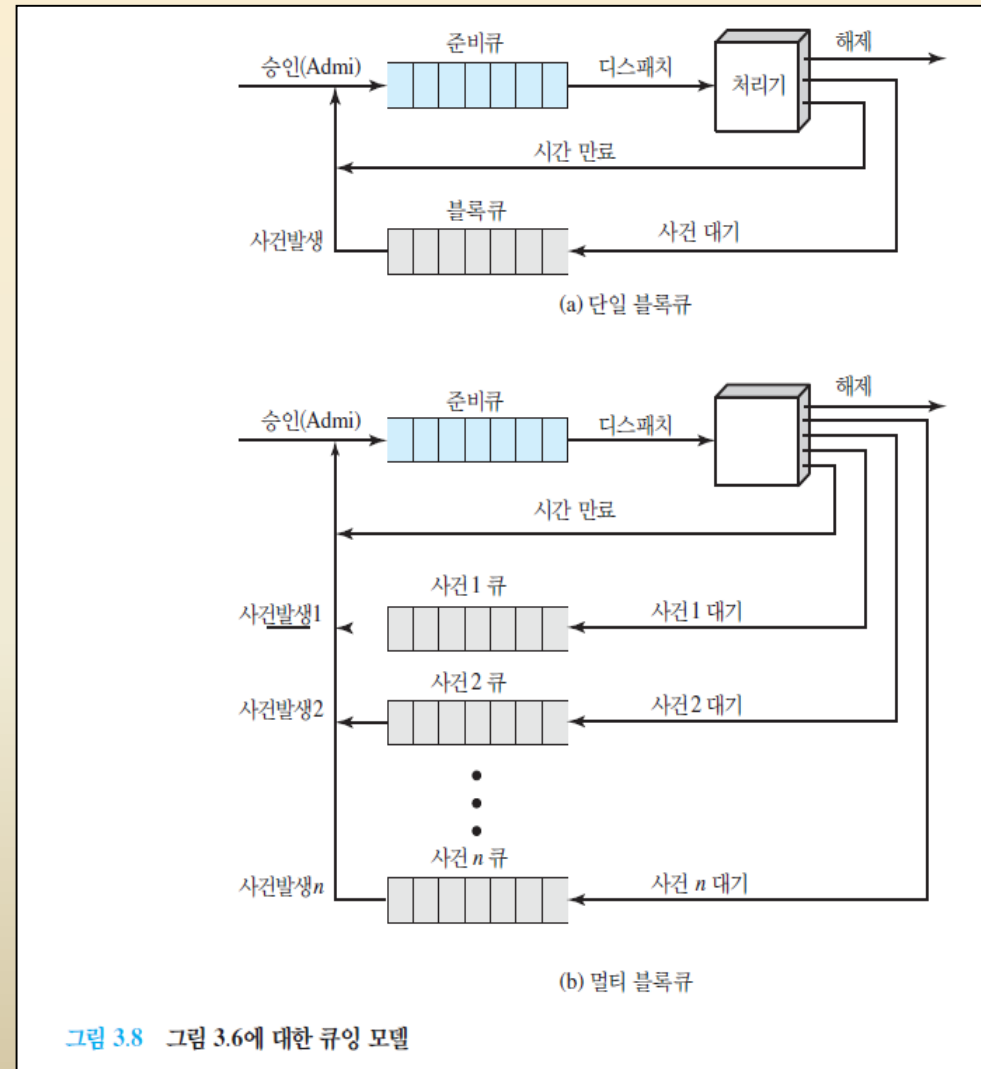 준비큐
승인(Admi)
디스패치
처리기
해제
시간 만료
블록큐
사건발생
사건 대기
(a) 단일 블록큐
준비큐
승인(Admi)
디스패치
해제
시간 만료
사건1 큐
사건발생1
사건1 대기
사건2 큐
사건발생2
사건2 대기
사건 n 큐
사건발생n
사건 n 대기
(b) 멀티 블록큐
그림 3.8 그림 3.6에 대한 큐잉 모델